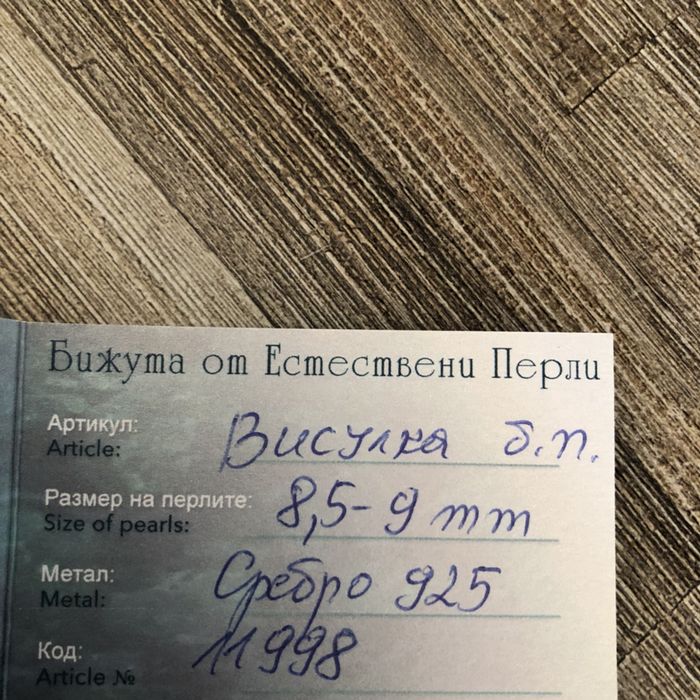 Бижута от Естествени Перли
Артикул: Висулка б.п.
Article:
Размер на перлите: 8,5-9 mm
Size of pearls:
Метал: Сребро 925
Metal:
Код: 11998
Article №